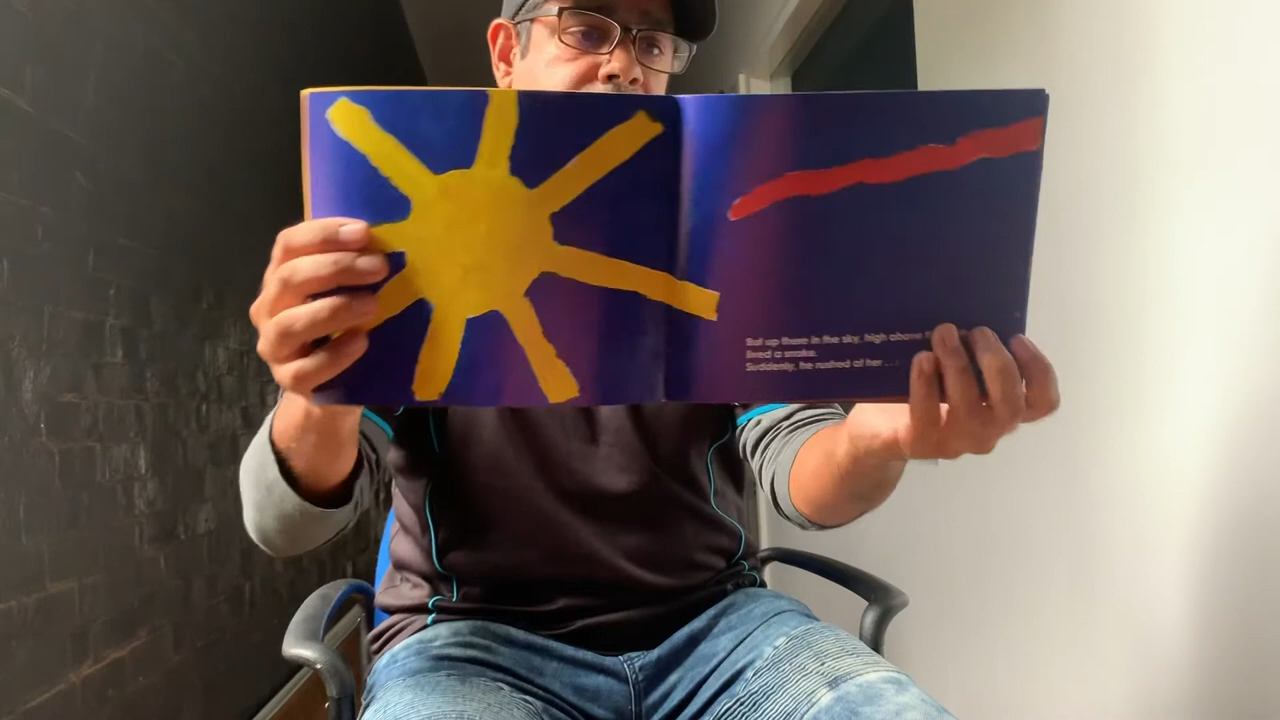 But up there in the sky, high above
lived a snake.
Suddenly, he rushed at her ...